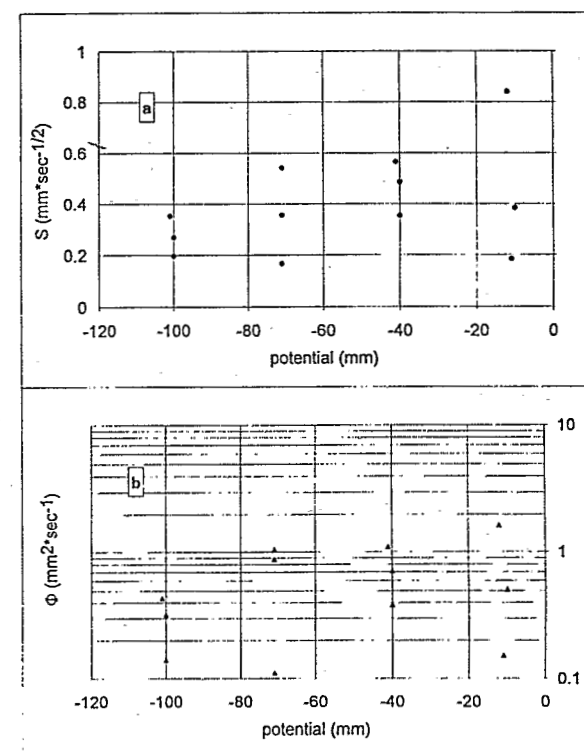 1
0.8
a
0.6
0.4
0.2
0
S (mm*sec-1/2)
-120 -100 -80 -60 -40 -20 0
potential (mm)
10
b
1
0.1
Φ (mm2*sec-1)
-120 -100 -80 -60 -40 -20 0
potential (mm)